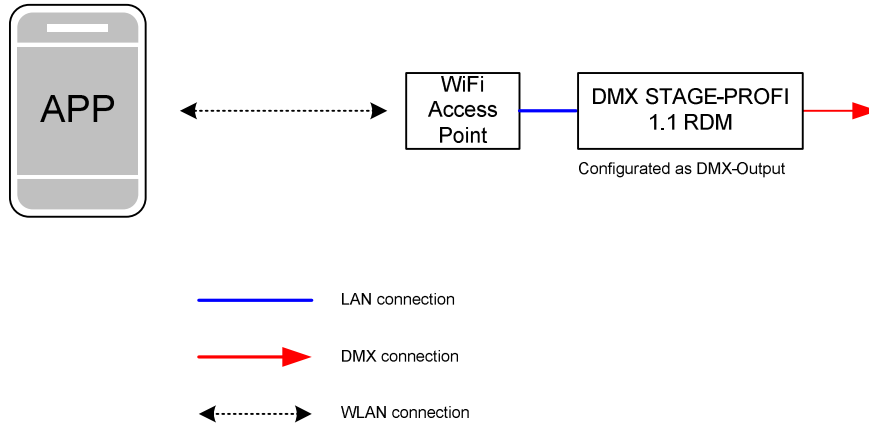 APP
WiFi
Access
Point
DMX STAGE-PROFI
1.1 RDM
Configurated as DMX-Output
LAN connection
DMX connection
WLAN connection